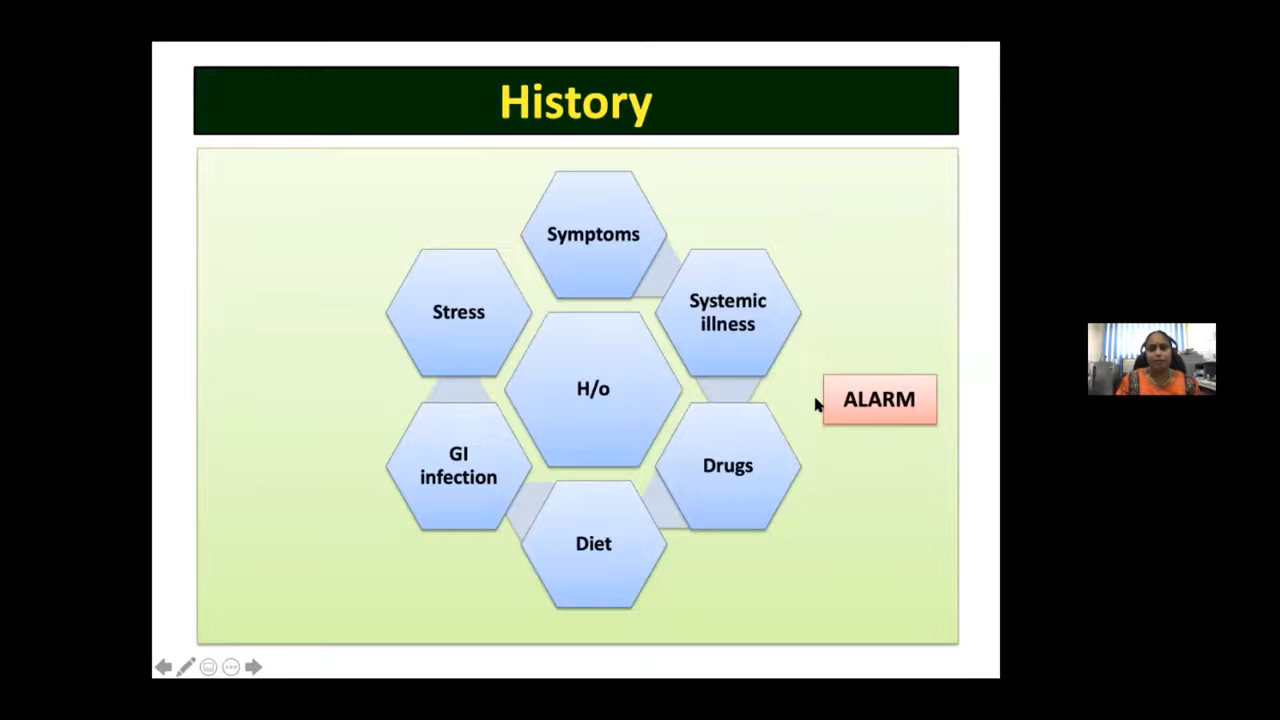 History
Symptoms
Systemic
illness
Stress
H/o
ALARM
GI
infection
Drugs
Diet